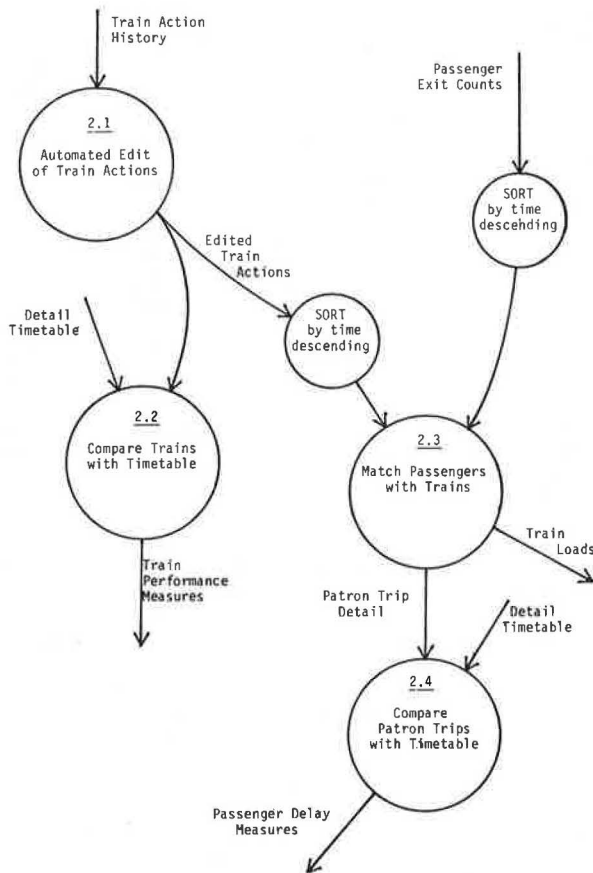 Train Action
History
Passenger
Exit Counts
2.1
Automated Edit
of Train Actions
SORT
by time
descending
Edited
Train
Actions
Detail
Timetable
SORT
by time
descending
2.2
Compare Trains
with Timetable
2.3
Match Passengers
with Trains
Train
Loads
Train
Performance
Measures
Patron Trip
Detail
Detail
Timetable
2.4
Compare
Patron Trips
with Timetable
Passenger Delay
Measures